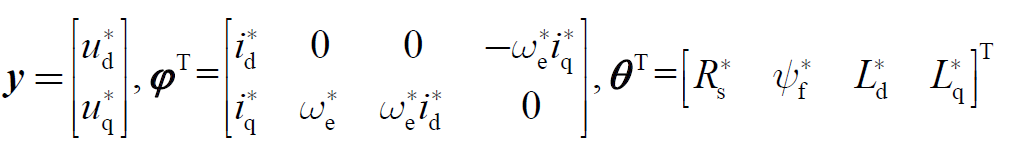 y = [u_d^* u_q^*], φ^T = [i_d^* 0 0 −ω_e^* i_q^* ; i_q^* ω_e^* ω_e^* i_d^* 0], θ^T = [R_s^* ψ_f^* L_d^* L_q^*]^T